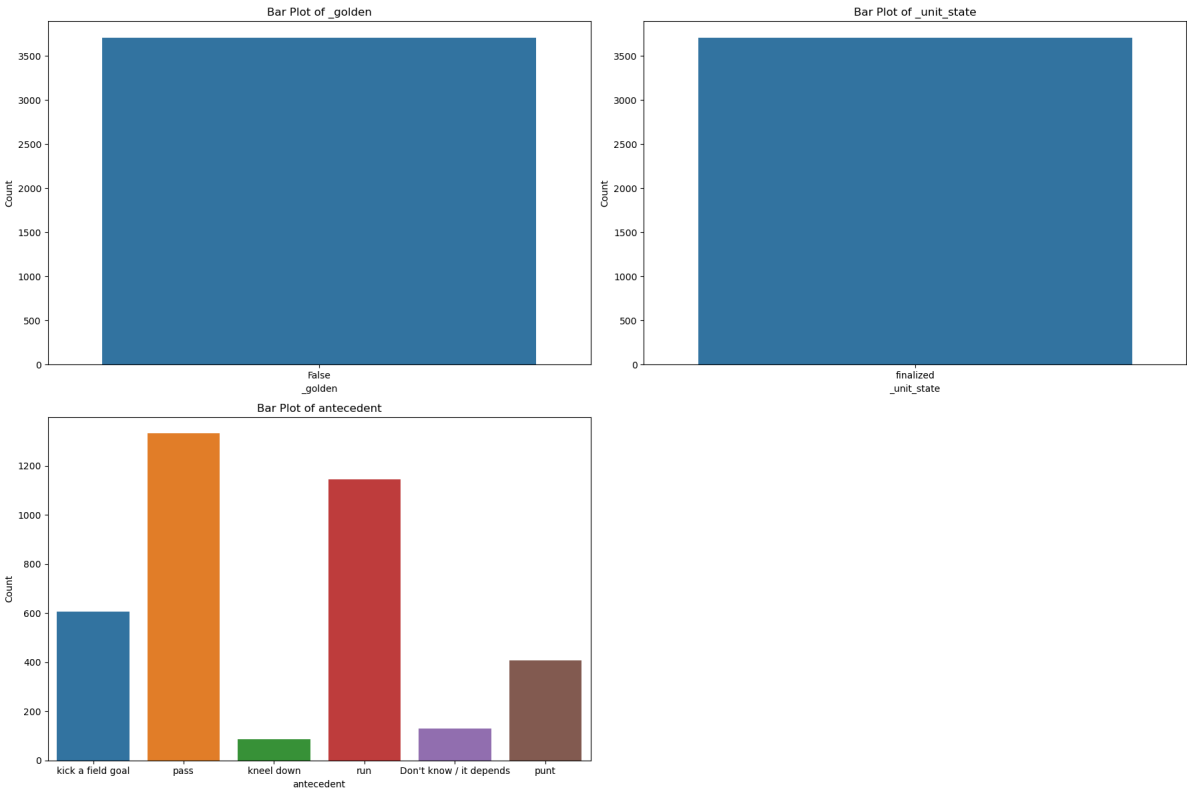 Bar Plot of _golden
3500
3000
2500
2000
1500
1000
500
0
Count
False
_golden
Bar Plot of _unit_state
3500
3000
2500
2000
1500
1000
500
0
Count
finalized
_unit_state
Bar Plot of antecedent
1200
1000
800
600
400
200
0
Count
kick a field goal pass kneel down run Don't know / it depends punt
antecedent